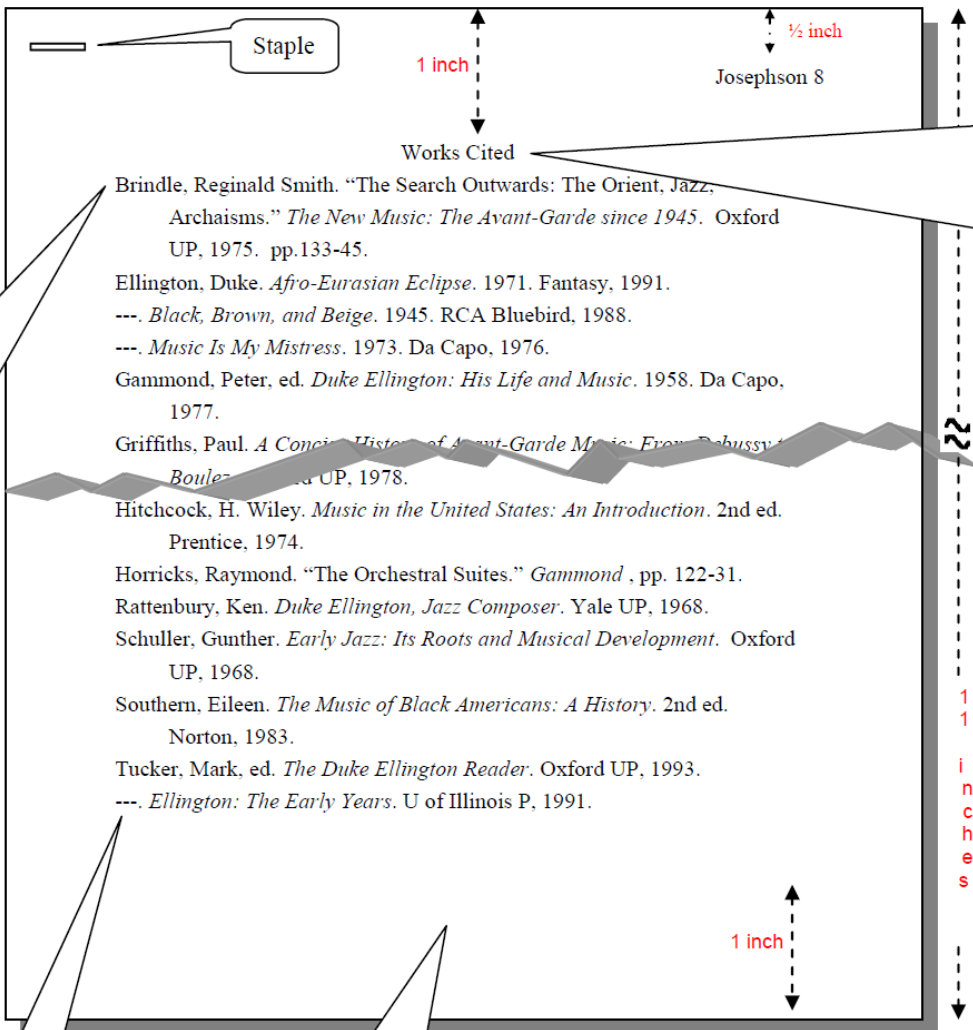 Staple
1 inch
½ inch
Josephson 8
Works Cited
Brindle, Reginald Smith. “The Search Outwards: The Orient, Jazz,
Archaisms.” The New Music: The Avant-Garde since 1945. Oxford
UP, 1975. pp.133-45.
Ellington, Duke. Afro-Eurasian Eclipse. 1971. Fantasy, 1991.
---. Black, Brown, and Beige. 1945. RCA Bluebird, 1988.
---. Music Is My Mistress. 1973. Da Capo, 1976.
Gammond, Peter, ed. Duke Ellington: His Life and Music. 1958. Da Capo,
1977.
Griffiths, Paul. A Concise History of Avant-Garde Music: From Debussy
Boulez UP, 1978.
Hitchcock, H. Wiley. Music in the United States: An Introduction. 2nd ed.
Prentice, 1974.
Horricks, Raymond. “The Orchestral Suites.” Gammond , pp. 122-31.
Rattenbury, Ken. Duke Ellington, Jazz Composer. Yale UP, 1968.
Schuller, Gunther. Early Jazz: Its Roots and Musical Development. Oxford
UP, 1968.
Southern, Eileen. The Music of Black Americans: A History. 2nd ed.
Norton, 1983.
Tucker, Mark, ed. The Duke Ellington Reader. Oxford UP, 1993.
---. Ellington: The Early Years. U of Illinois P, 1991.
11 inches
1 inch